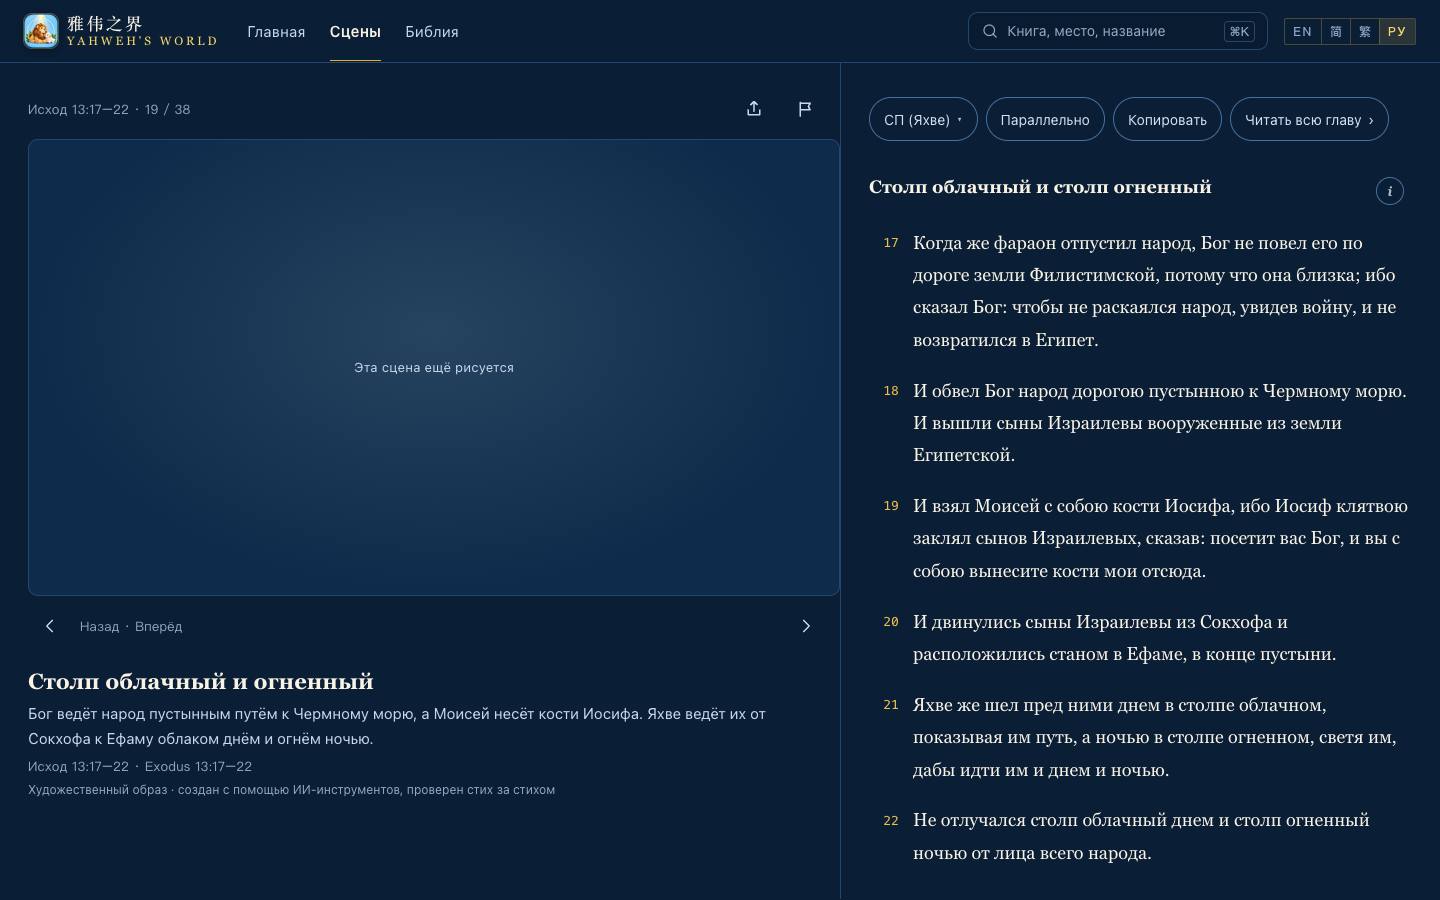 雅伟之界
YAHWEH'S WORLD
Главная Сцены Библия
Книга, место, название ⌘K
EN 简 繁 РУ
Исход 13:17—22 · 19 / 38
Эта сцена ещё рисуется
Назад · Вперёд
Столп облачный и огненный
Бог ведёт народ пустынным путём к Чермному морю, а Моисей несёт кости Иосифа. Яхве ведёт их от
Сокхофа к Ефаму облаком днём и огнём ночью.
Исход 13:17—22 · Exodus 13:17—22
Художественный образ · создан с помощью ИИ-инструментов, проверен стих за стихом
СП (Яхве) ▾ Параллельно Копировать Читать всю главу ›
Столп облачный и столп огненный i
17 Когда же фараон отпустил народ, Бог не повел его по
дороге земли Филистимской, потому что она близка; ибо
сказал Бог: чтобы не раскаялся народ, увидев войну, и не
возвратился в Египет.
18 И обвел Бог народ дорогою пустынною к Чермному морю.
И вышли сыны Израилевы вооруженные из земли
Египетской.
19 И взял Моисей с собою кости Иосифа, ибо Иосиф клятвою
заклял сынов Израилевых, сказав: посетит вас Бог, и вы с
собою вынесите кости мои отсюда.
20 И двинулись сыны Израилевы из Сокхофа и
расположились станом в Ефаме, в конце пустыни.
21 Яхве же шел пред ними днем в столпе облачном,
показывая им путь, а ночью в столпе огненном, светя им,
дабы идти им и днем и ночью.
22 Не отлучался столп облачный днем и столп огненный
ночью от лица всего народа.